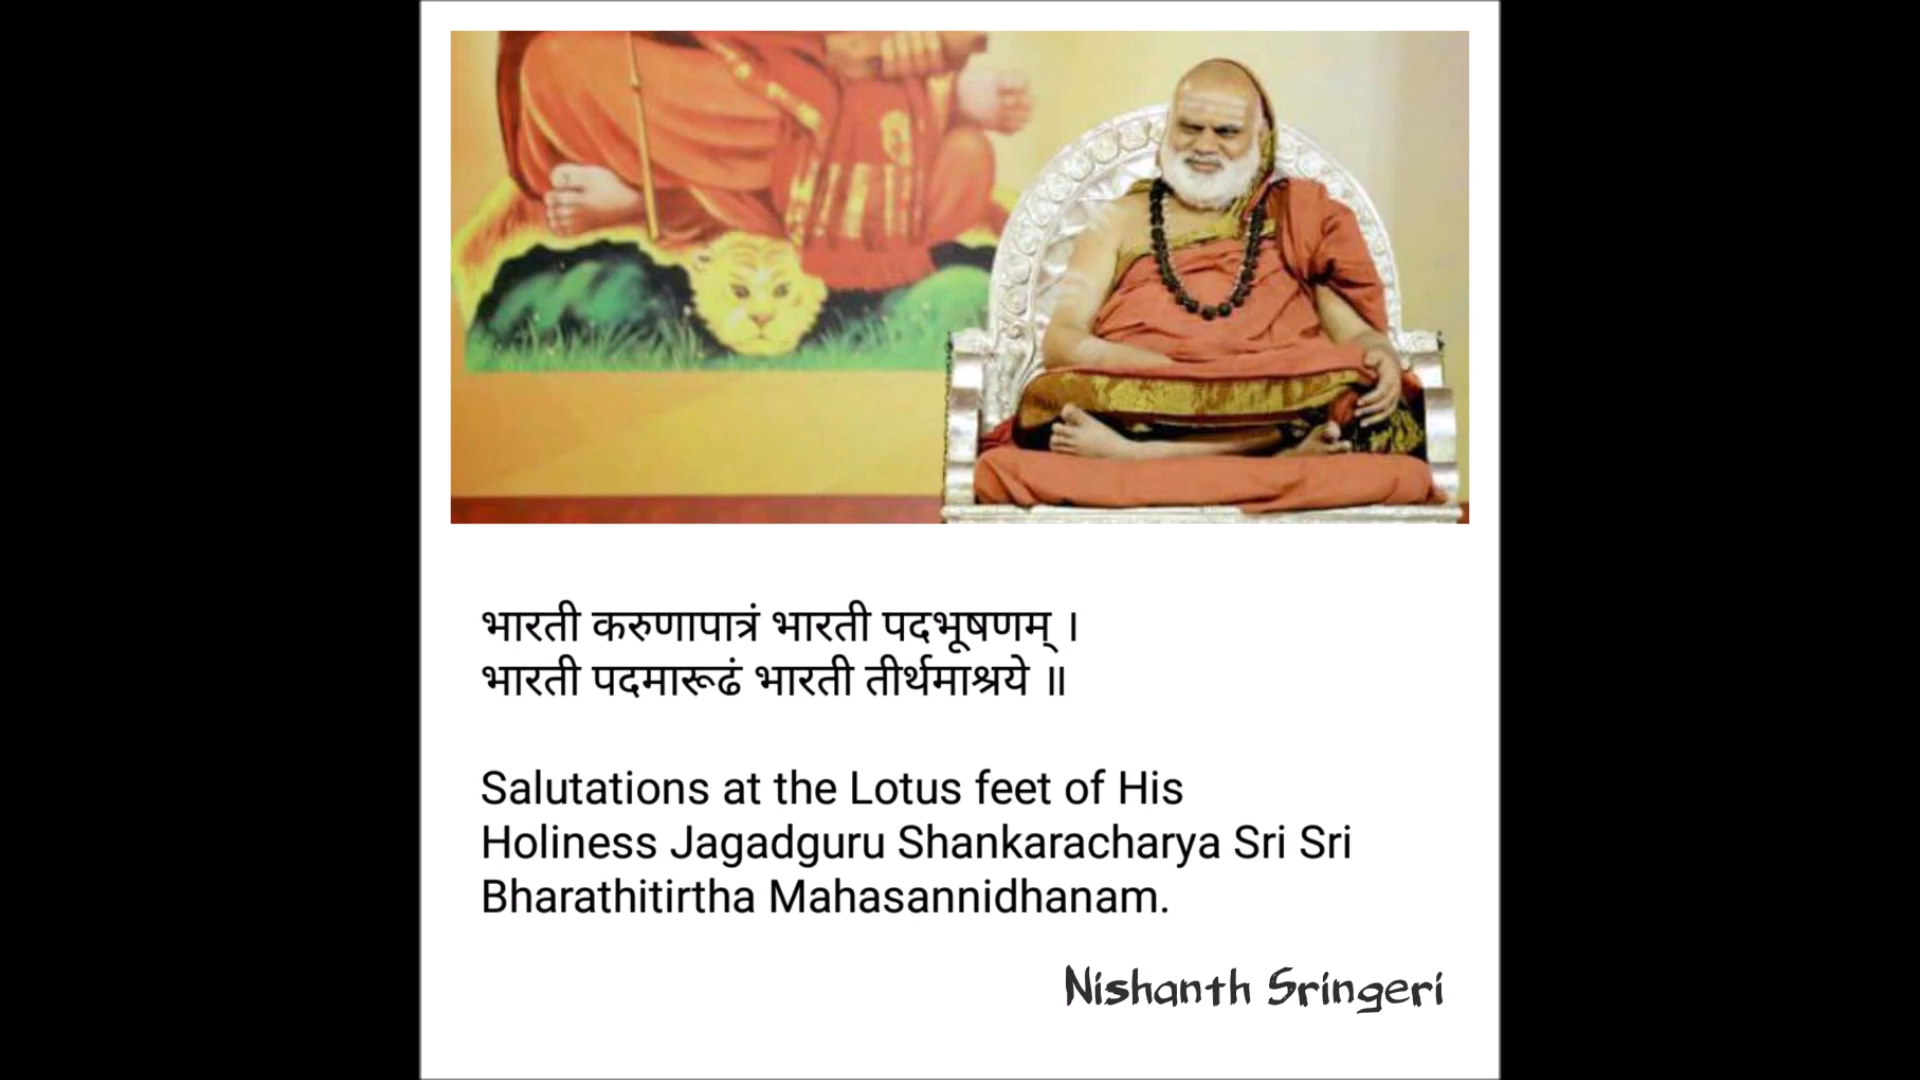 भारती करुणापात्रं भारती पदभूषणम् ।
भारती पदमारूढं भारती तीर्थमाश्रये ॥
Salutations at the Lotus feet of His
Holiness Jagadguru Shankaracharya Sri Sri
Bharathitirtha Mahasannidhanam.
Nishanth Sringeri